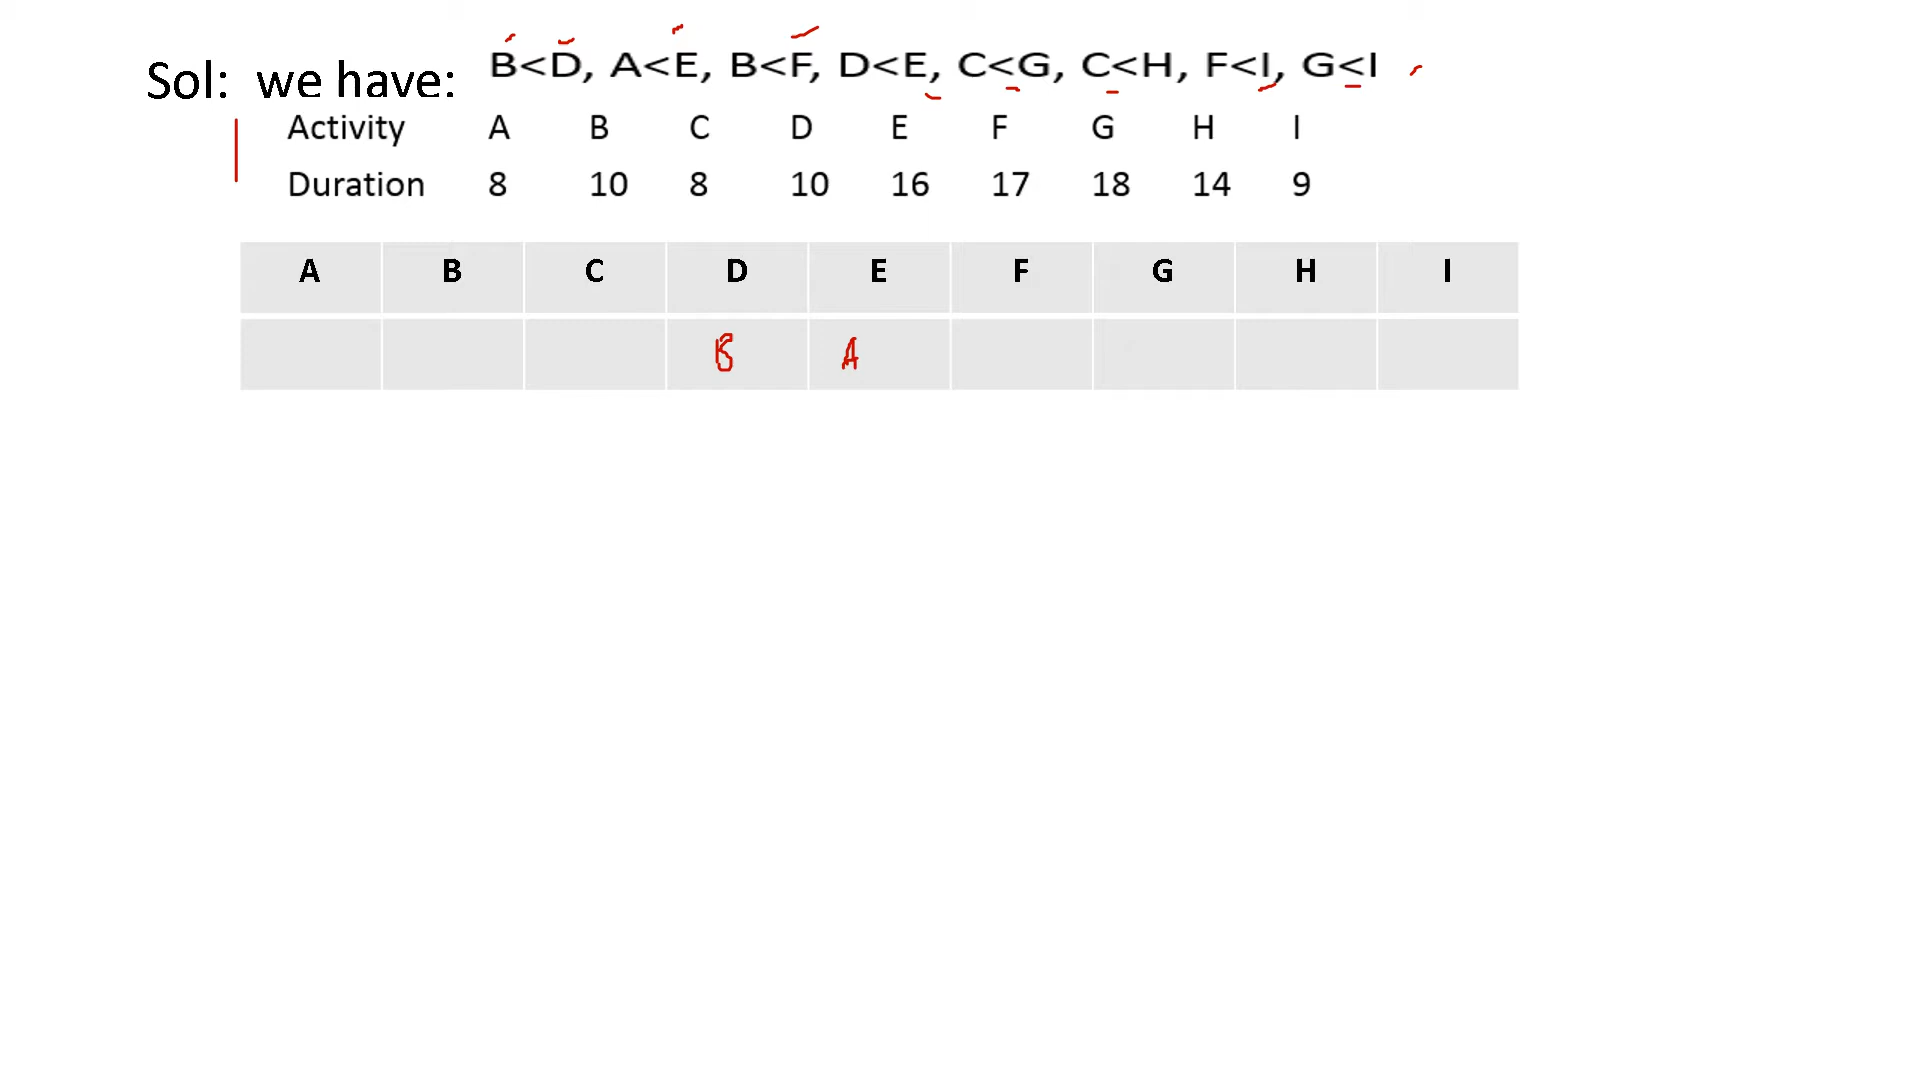 Sol: we have: B<D, A<E, B<F, D<E, C<G, C<H, F<I, G<I
Activity A B C D E F G H I
Duration 8 10 8 10 16 17 18 14 9
A B C D E F G H I
B A